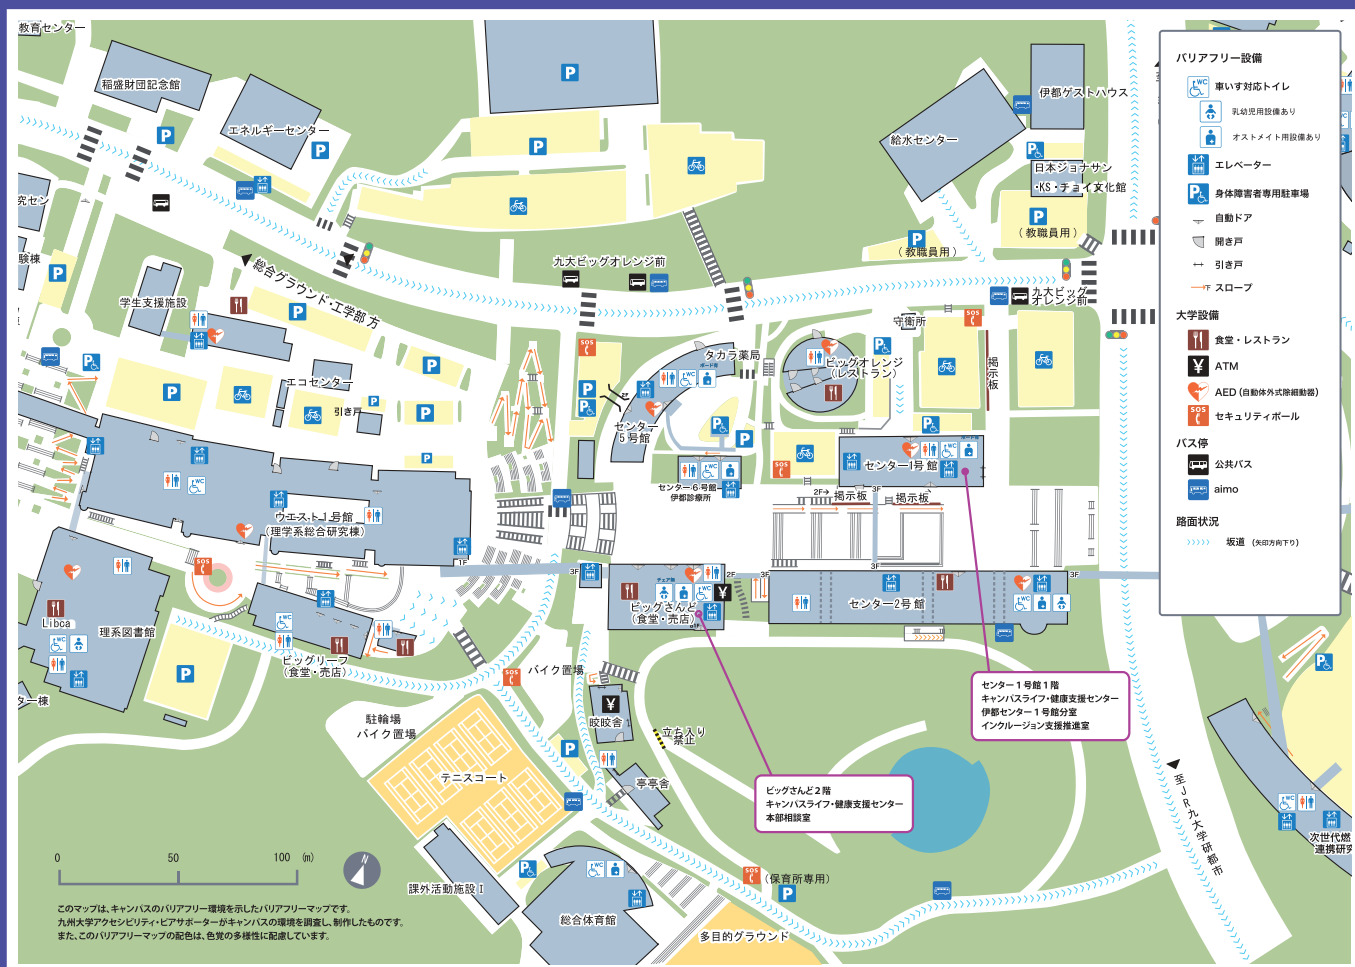 教育センター
稲盛財団記念館
エネルギーセンター
給水センター
伊都ゲストハウス
日本ジョナサン
・KS・チョイ文化館
(教職員用)
(教職員用)
究セン
験棟
学生支援施設
総合グラウンド・工学部方
九大ビッグオレンジ前
九大ビッグ
オレンジ前
守衛所
SOS
タカラ薬局
ビッグオレンジ
(レストラン)
掲示板
エコセンター
引き戸
センター
5号館
センター6号館
伊都診療所
センター1号館
2F
掲示板
掲示板
3F
ウエスト1号館
(理学系総合研究棟)
1F
3F
2F
3F
3F
3F
ビッグさんど
(食堂・売店)
センター2号館
Libca
理系図書館
ビッグリーフ
(食堂・売店)
ター棟
バイク置場
皎皎舎
立ち入り
禁止
駐輪場
バイク置場
テニスコート
亭亭舎
課外活動施設Ⅰ
総合体育館
(保育所専用)
多目的グラウンド
至JR九大学研都市
次世代燃
連携研究
センター1号館1階
キャンパスライフ・健康支援センター
伊都センター1号館分室
インクルージョン支援推進室
ビッグさんど2階
キャンパスライフ・健康支援センター
本部相談室
バリアフリー設備
車いす対応トイレ
乳幼児用設備あり
オストメイト用設備あり
エレベーター
身体障害者専用駐車場
自動ドア
開き戸
引き戸
スロープ
大学設備
食堂・レストラン
ATM
AED(自動体外式除細動器)
セキュリティポール
バス停
公共バス
aimo
路面状況
坂道 (矢印方向下り)
0 50 100 (m)
このマップは、キャンパスのバリアフリー環境を示したバリアフリーマップです。
九州大学アクセシビリティ・ピアサポーターがキャンパスの環境を調査し、制作したものです。
また、このバリアフリーマップの配色は、色覚の多様性に配慮しています。